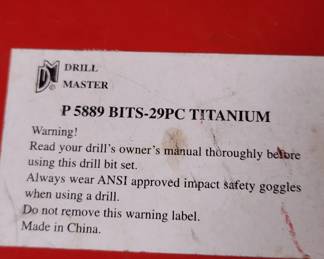 DRILL
MASTER
P 5889 BITS-29PC TITANIUM
Warning!
Read your drill's owner's manual thoroughly before
using this drill bit set.
Always wear ANSI approved impact safety goggles
when using a drill.
Do not remove this warning label.
Made in China.